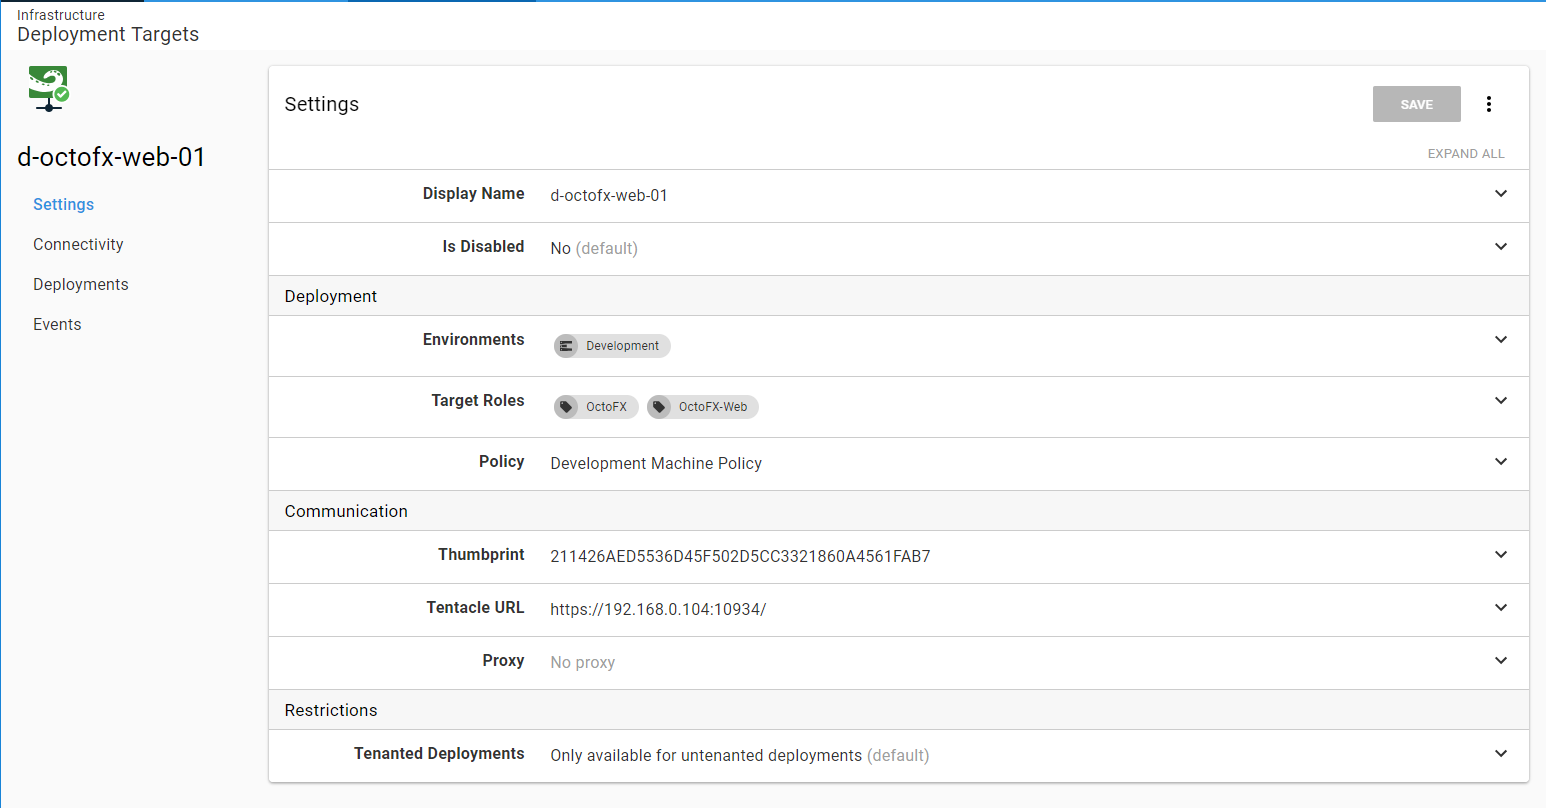 Infrastructure
Deployment Targets
d-octofx-web-01
Settings
Connectivity
Deployments
Events
Settings
SAVE
EXPAND ALL
Display Name d-octofx-web-01
Is Disabled No (default)
Deployment
Environments Development
Target Roles OctoFX OctoFX-Web
Policy Development Machine Policy
Communication
Thumbprint 211426AED5536D45F502D5CC3321860A4561FAB7
Tentacle URL https://192.168.0.104:10934/
Proxy No proxy
Restrictions
Tenanted Deployments Only available for untenanted deployments (default)